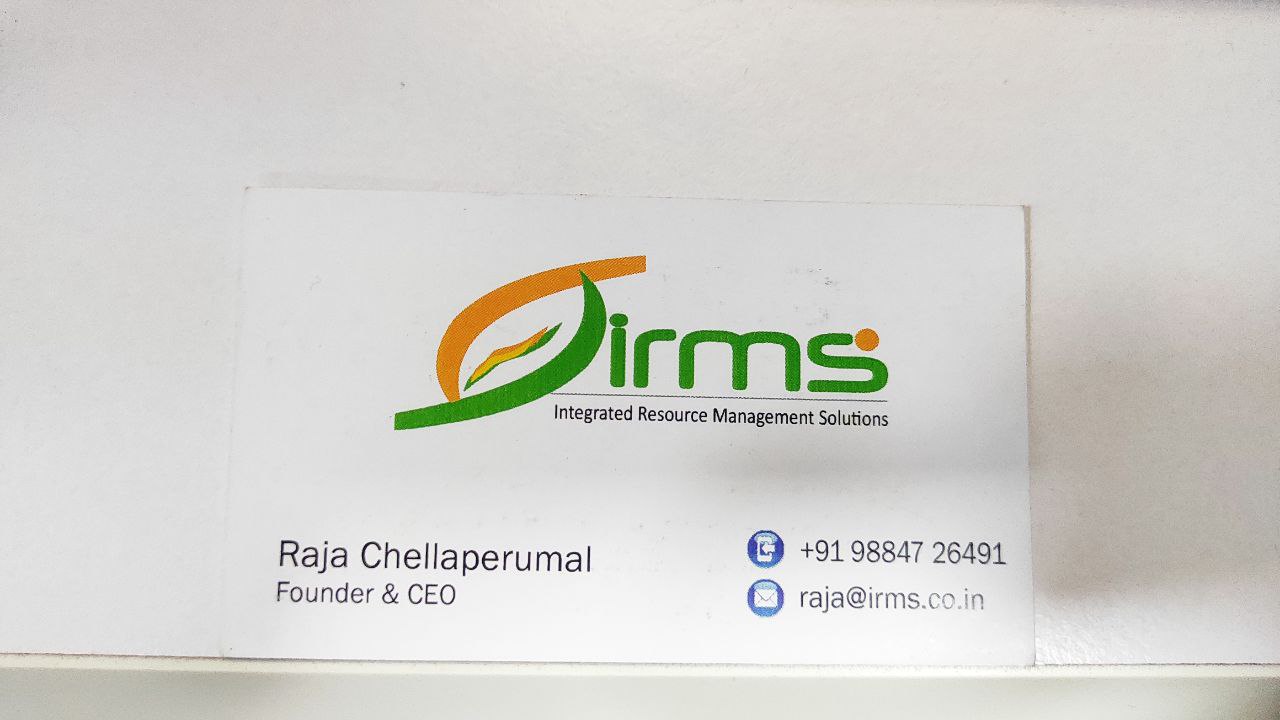 irms
Integrated Resource Management Solutions
Raja Chellaperumal
Founder & CEO
+91 98847 26491
raja@irms.co.in